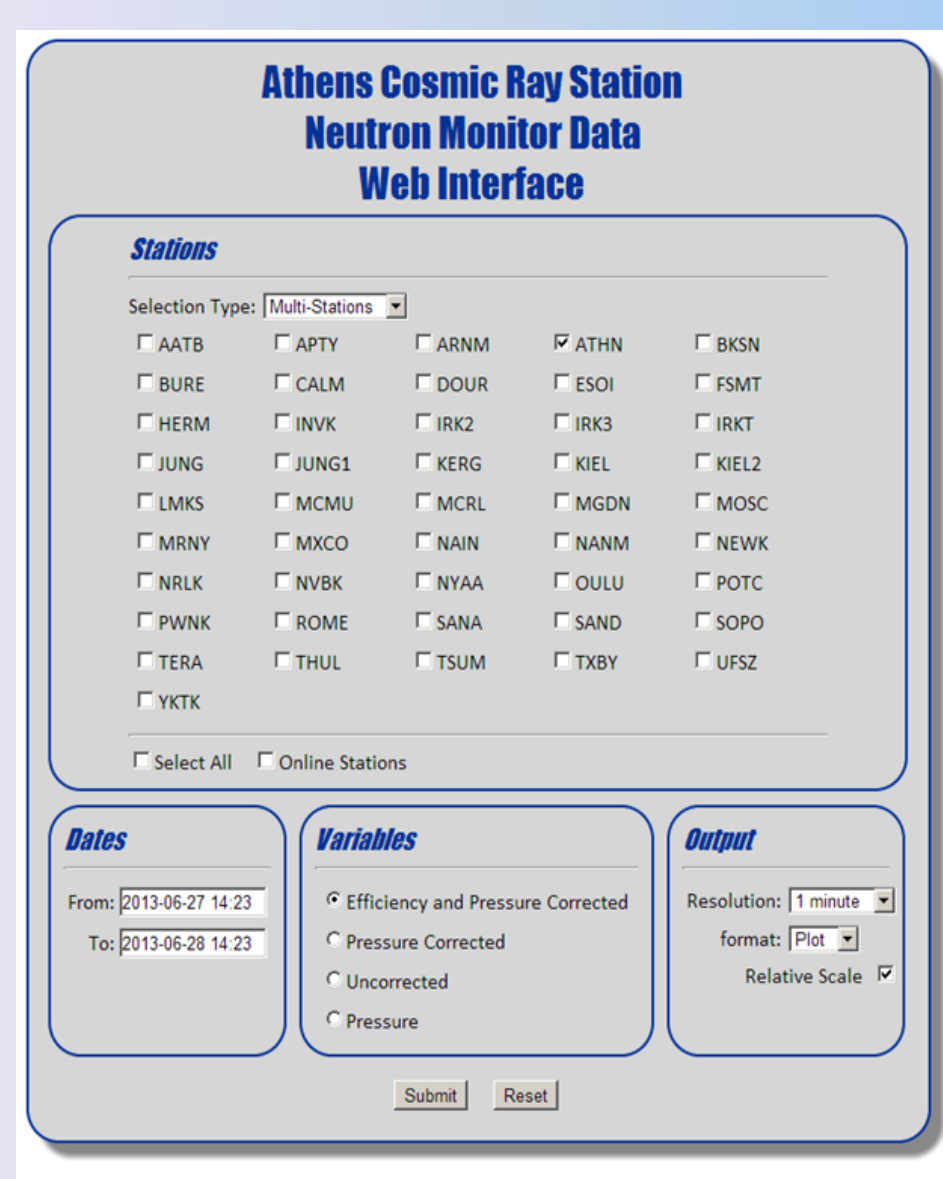 Athens Cosmic Ray Station
Neutron Monitor Data
Web Interface
Stations
Selection Type: Multi-Stations
AATB APTY ARNM ATHN BKSN
BURE CALM DOUR ESOI FSMT
HERM INVK IRK2 IRK3 IRKT
JUNG JUNG1 KERG KIEL KIEL2
LMKS MCMU MCRL MGDN MOSC
MRNY MXCO NAIN NANM NEWK
NRLK NVBK NYAA OULU POTC
PWNK ROME SANA SAND SOPO
TERA THUL TSUM TXBY UFSZ
YKTK
Select All Online Stations
Dates
From: 2013-06-27 14:23
To: 2013-06-28 14:23
Variables
Efficiency and Pressure Corrected
Pressure Corrected
Uncorrected
Pressure
Output
Resolution: 1 minute
format: Plot
Relative Scale
Submit Reset